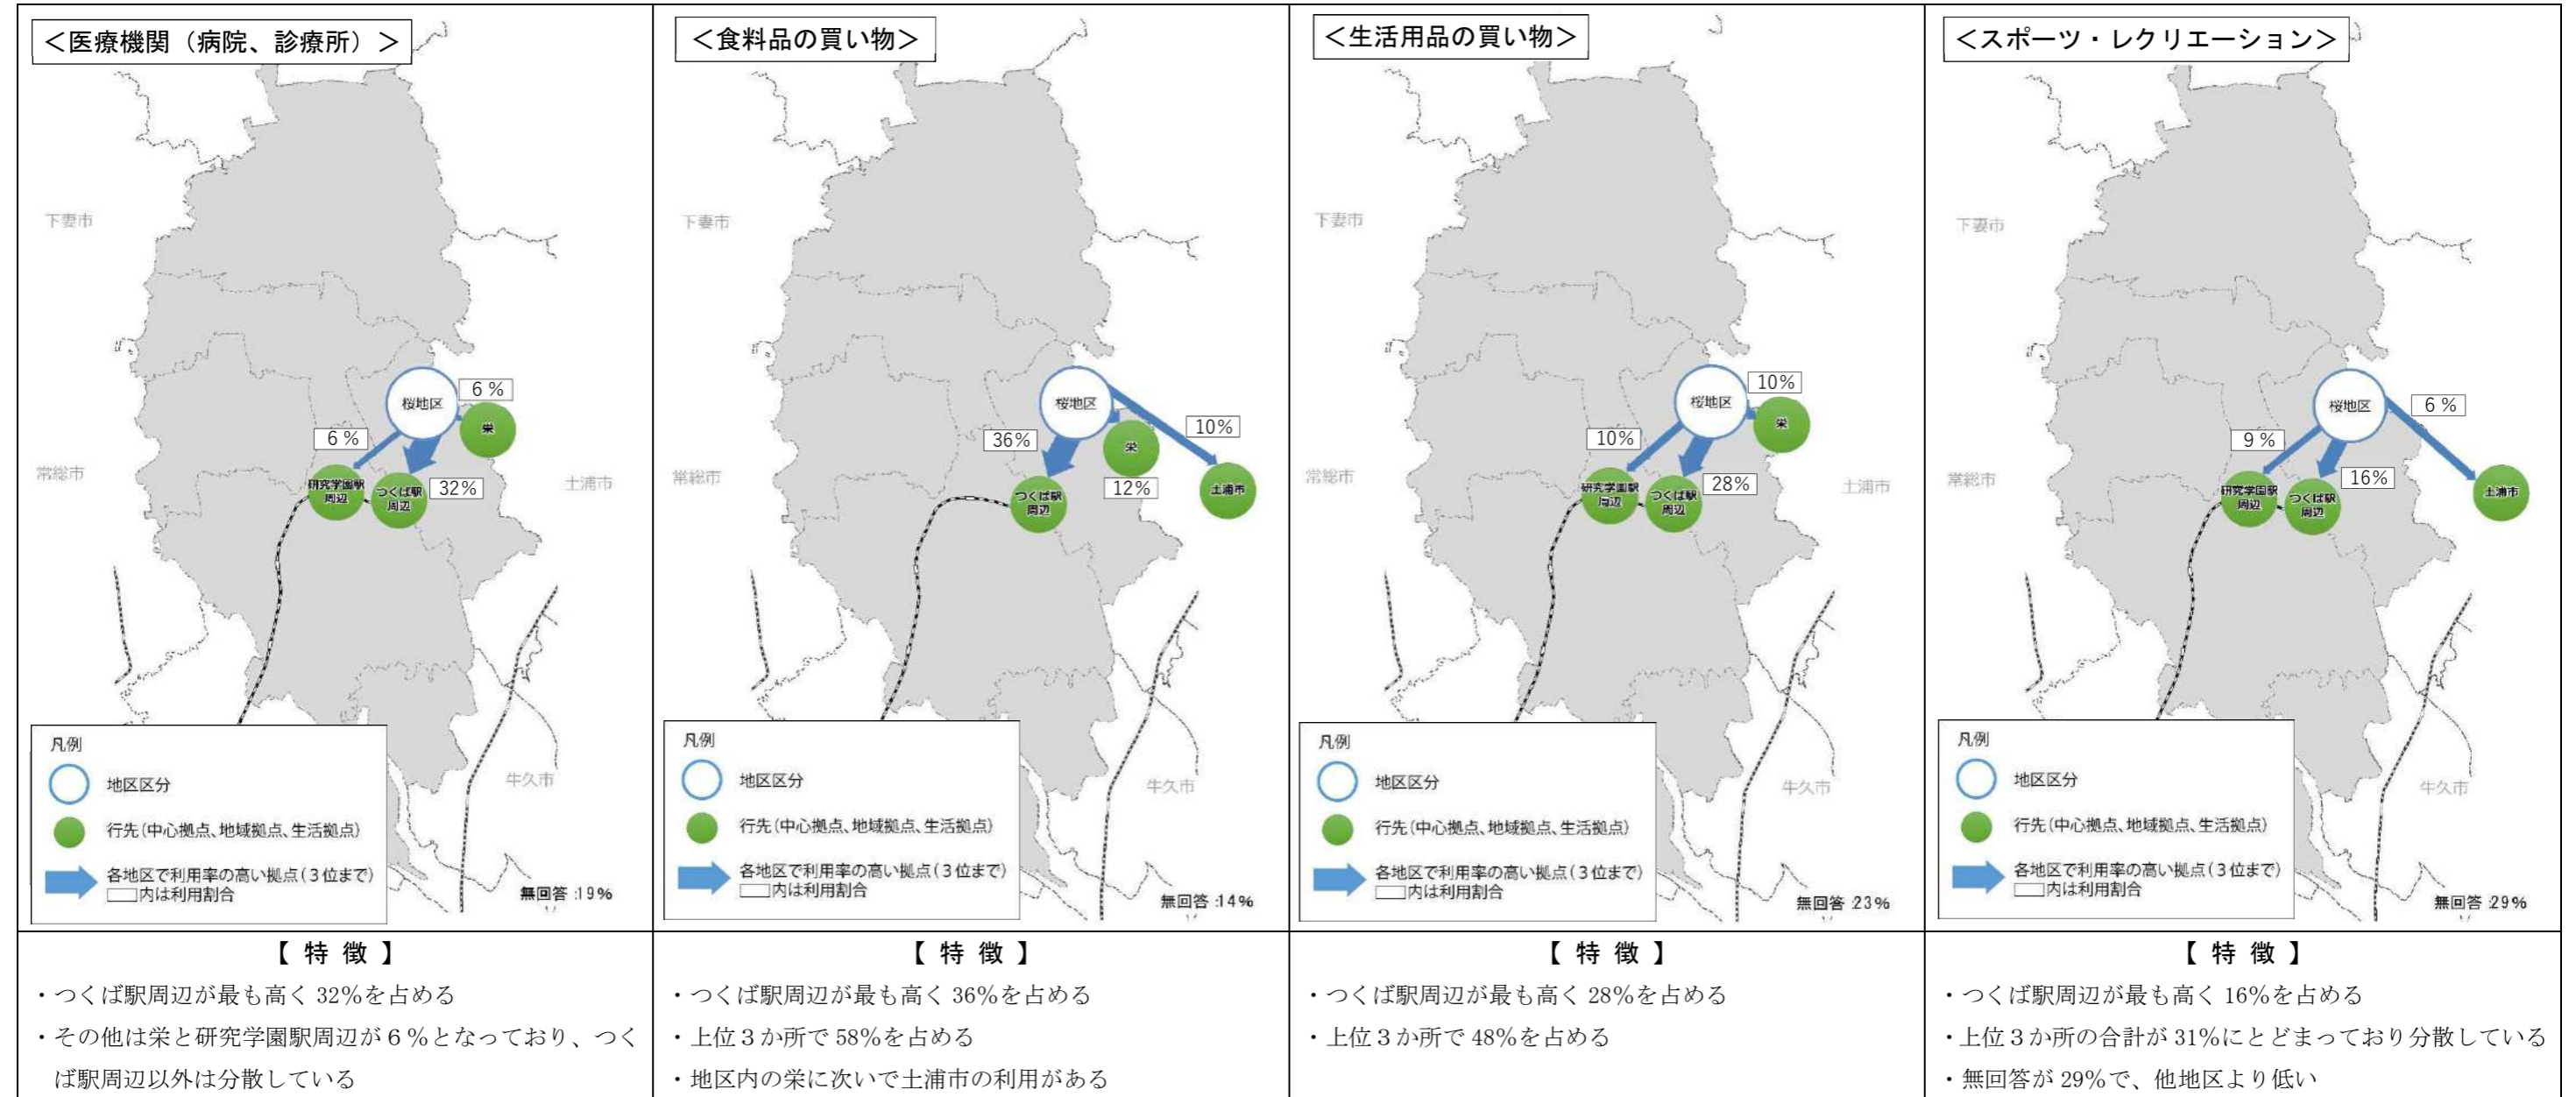 ＜医療機関（病院、診療所）＞
下妻市
6％
桜地区
栄
6％
研究学園駅
周辺
つくば駅
周辺
32％
常総市
土浦市
牛久市
凡例
地区区分
行先(中心拠点、地域拠点、生活拠点)
各地区で利用率の高い拠点(３位まで)
内は利用割合
無回答:19％
【 特 徴 】
・つくば駅周辺が最も高く 32％を占める
・その他は栄と研究学園駅周辺が６％となっており、つく
ば駅周辺以外は分散している
＜食料品の買い物＞
下妻市
桜地区
10％
36％
栄
12％
つくば駅
周辺
土浦市
常総市
牛久市
凡例
地区区分
行先(中心拠点、地域拠点、生活拠点)
各地区で利用率の高い拠点(３位まで)
内は利用割合
無回答:14％
【 特 徴 】
・つくば駅周辺が最も高く 36％を占める
・上位３か所で 58％を占める
・地区内の栄に次いで土浦市の利用がある
＜生活用品の買い物＞
下妻市
10％
桜地区
栄
10％
研究学園駅
周辺
つくば駅
周辺
28％
常総市
土浦市
牛久市
凡例
地区区分
行先(中心拠点、地域拠点、生活拠点)
各地区で利用率の高い拠点(３位まで)
内は利用割合
無回答:23％
【 特 徴 】
・つくば駅周辺が最も高く 28％を占める
・上位３か所で 48％を占める
＜スポーツ・レクリエーション＞
下妻市
桜地区
6％
9％
16％
研究学園駅
周辺
つくば駅
周辺
土浦市
常総市
牛久市
凡例
地区区分
行先(中心拠点、地域拠点、生活拠点)
各地区で利用率の高い拠点(３位まで)
内は利用割合
無回答:29％
【 特 徴 】
・つくば駅周辺が最も高く 16％を占める
・上位３か所の合計が 31％にとどまっており分散している
・無回答が 29％で、他地区より低い